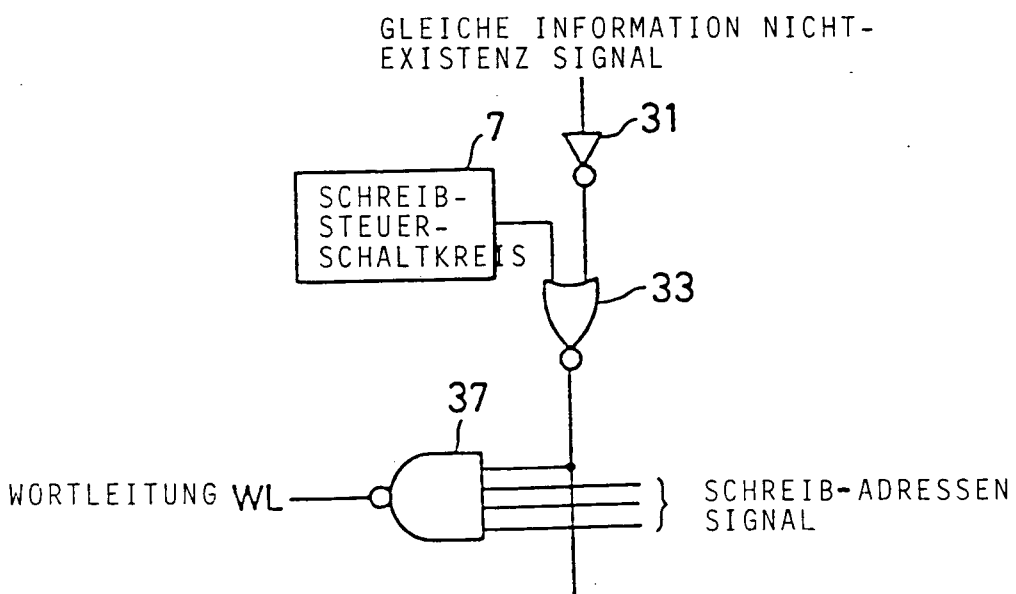 GLEICHE INFORMATION NICHT-
EXISTENZ SIGNAL
31
7
SCHREIB-
STEUER-
SCHALTKREIS
33
37
WORTLEITUNG WL
SCHREIB-ADRESSEN
SIGNAL